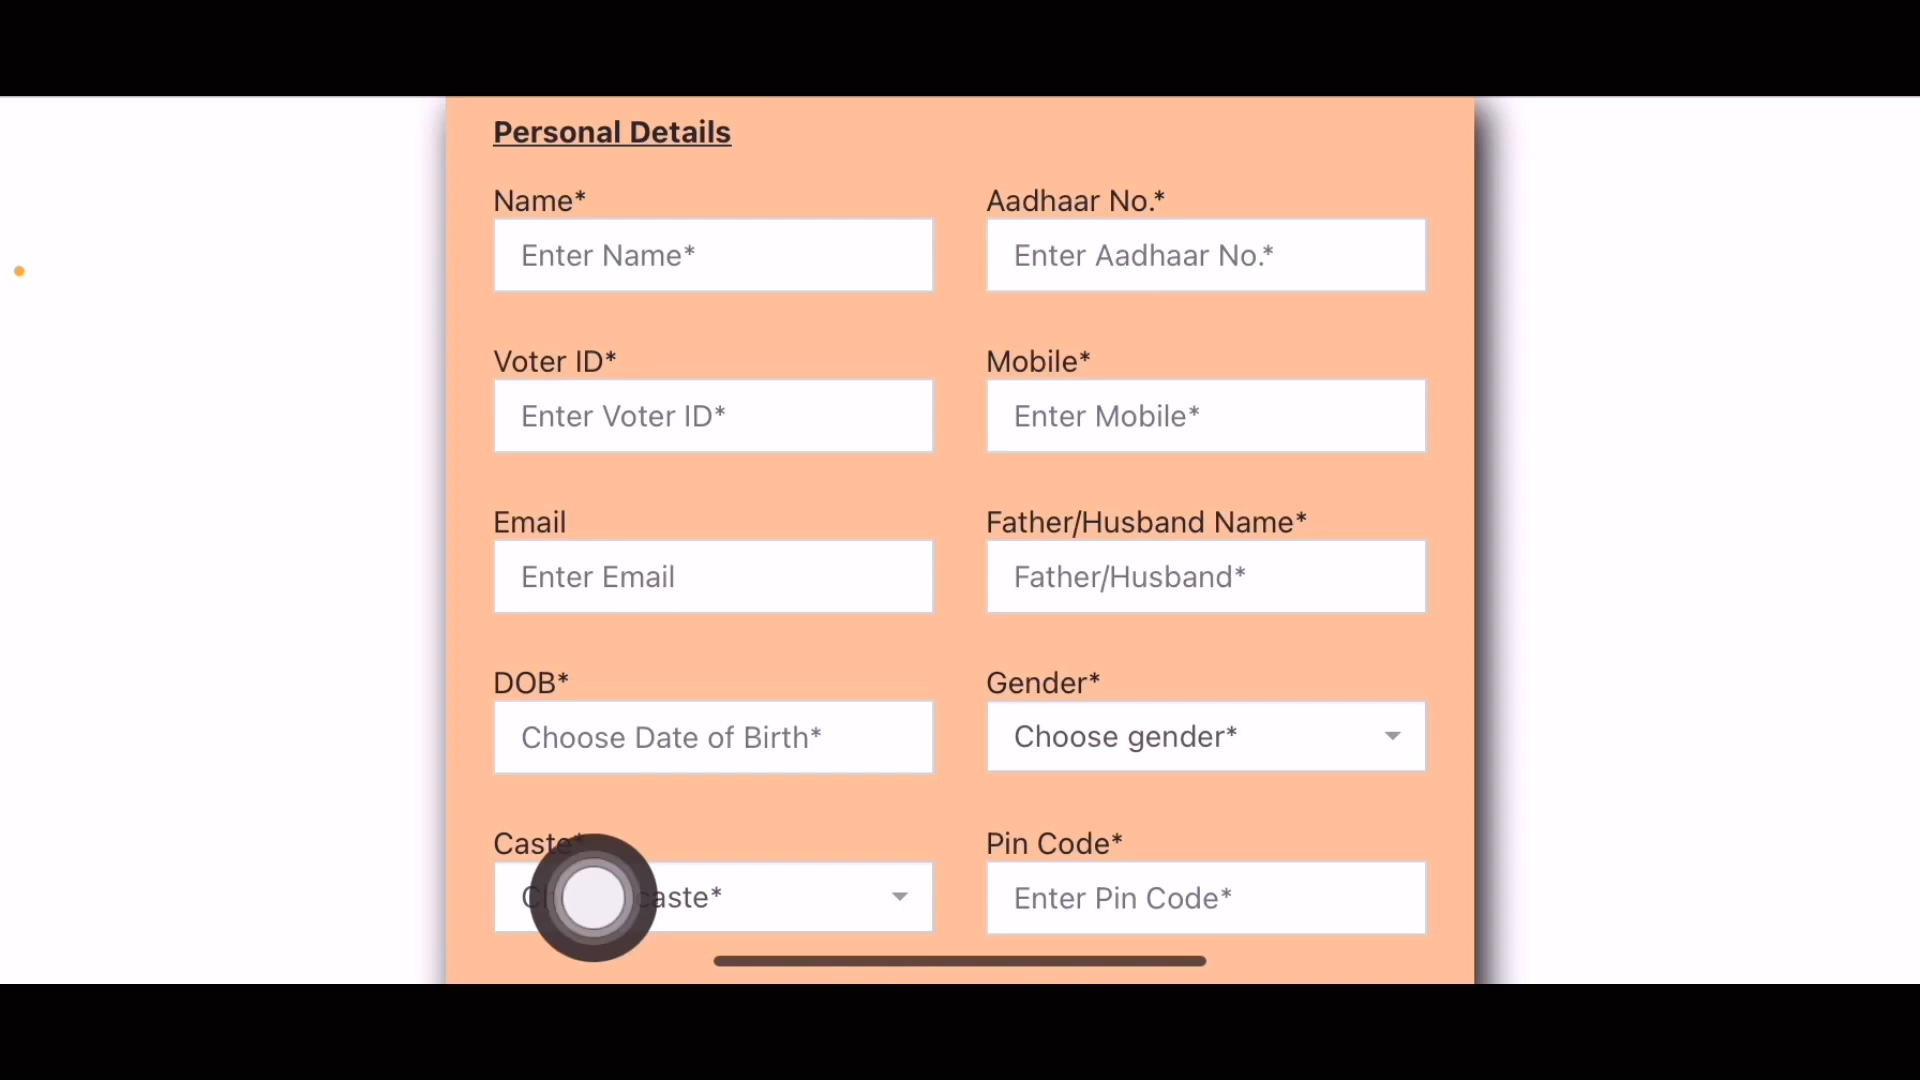 Personal Details
Name* Aadhaar No.*
Enter Name* Enter Aadhaar No.*
Voter ID* Mobile*
Enter Voter ID* Enter Mobile*
Email Father/Husband Name*
Enter Email Father/Husband*
DOB* Gender*
Choose Date of Birth* Choose gender*
Caste* Pin Code*
caste* Enter Pin Code*